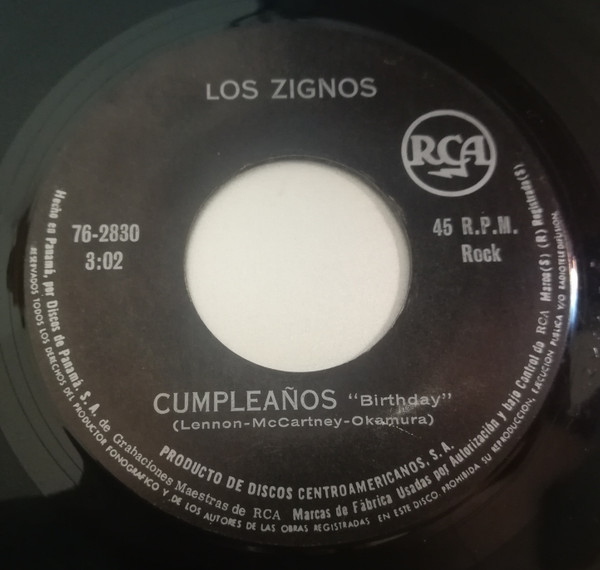 LOS ZIGNOS
RCA
76-2830
3:02
45 R.P.M.
Rock
CUMPLEAÑOS "Birthday"
(Lennon-McCartney-Okamura)
PRODUCTO DE DISCOS CENTROAMERICANOS, S.A.
Hecho en Panamá, por Discos de Panamá, S. A. de Grabaciones Maestras de RCA Marcas de Fábrica Usadas por Autorización y bajo Control de RCA Marca(S) (R) Registrada(S)
RESERVADOS TODOS LOS DERECHOS DEL PRODUCTOR FONOGRAFICO Y DE LOS AUTORES DE LAS OBRAS REGISTRADAS EN ESTE DISCO. PROHIBIDA SU REPRODUCCION, EJECUCION PUBLICA Y/O RADIOTELEDIFUSION